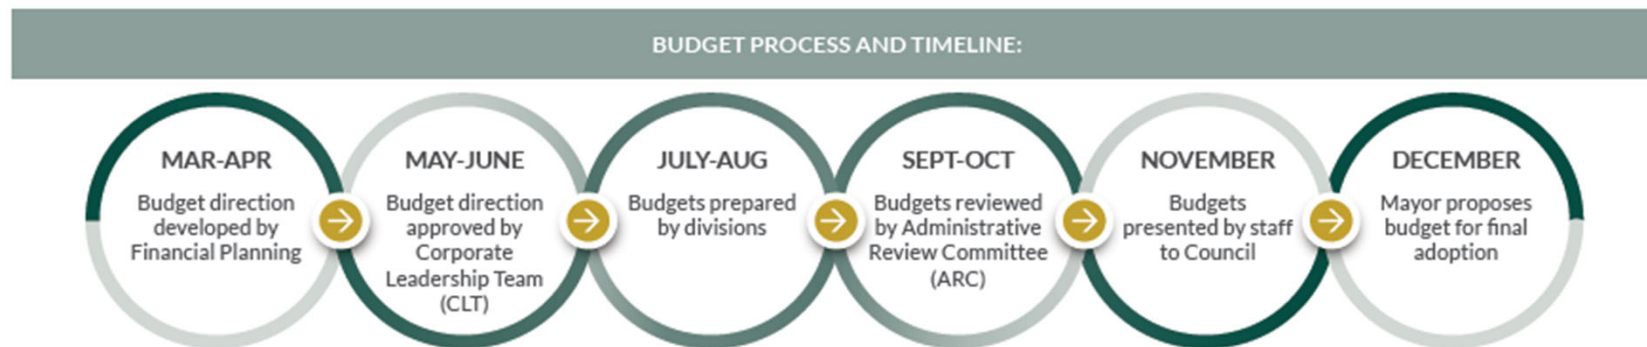 BUDGET PROCESS AND TIMELINE:
MAR-APR
Budget direction
developed by
Financial Planning
MAY-JUNE
Budget direction
approved by
Corporate
Leadership Team
(CLT)
JULY-AUG
Budgets prepared
by divisions
SEPT-OCT
Budgets reviewed
by Administrative
Review Committee
(ARC)
NOVEMBER
Budgets
presented by staff
to Council
DECEMBER
Mayor proposes
budget for final
adoption